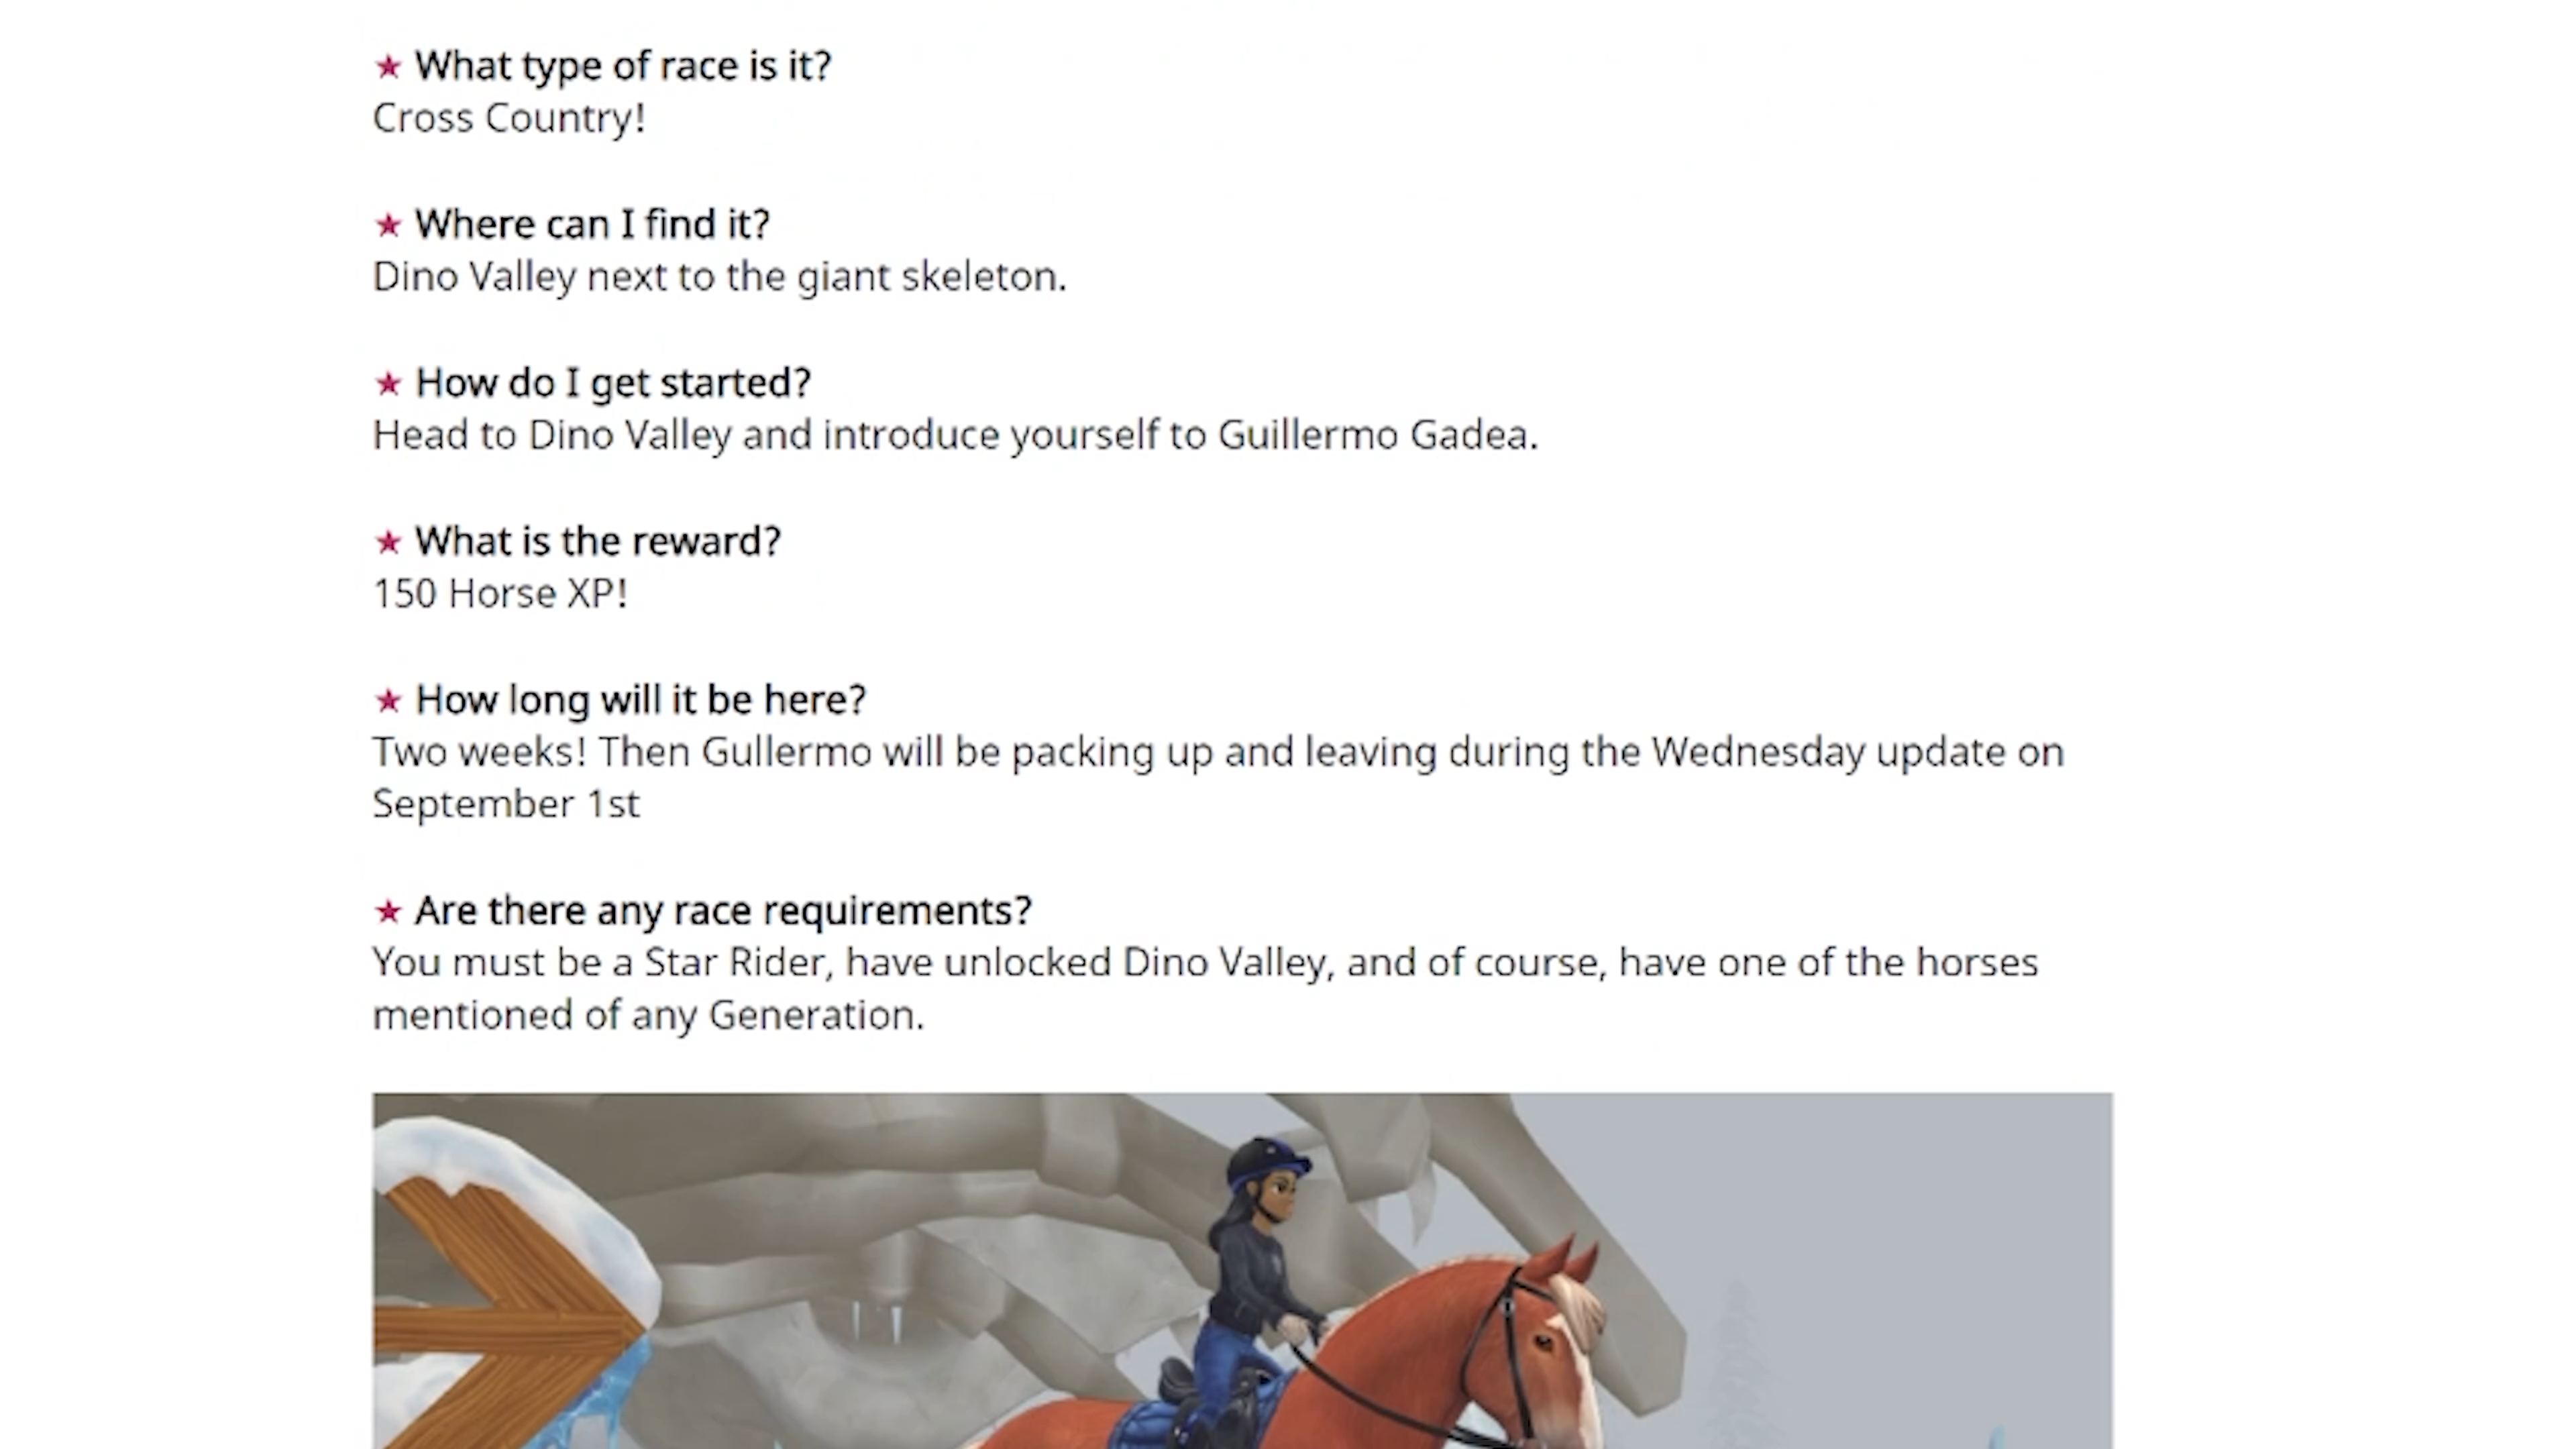 ★ What type of race is it?
Cross Country!
★ Where can I find it?
Dino Valley next to the giant skeleton.
★ How do I get started?
Head to Dino Valley and introduce yourself to Guillermo Gadea.
★ What is the reward?
150 Horse XP!
★ How long will it be here?
Two weeks! Then Gullermo will be packing up and leaving during the Wednesday update on
September 1st
★ Are there any race requirements?
You must be a Star Rider, have unlocked Dino Valley, and of course, have one of the horses
mentioned of any Generation.